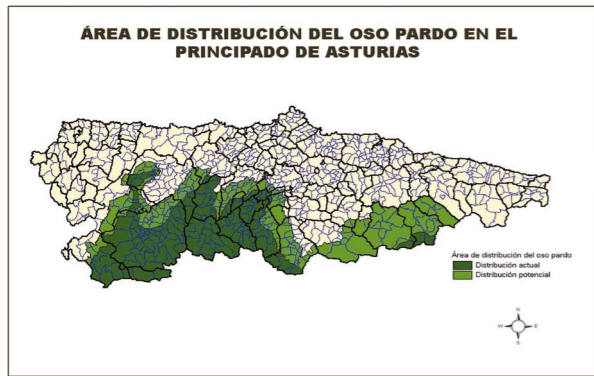 ÁREA DE DISTRIBUCIÓN DEL OSO PARDO EN EL
PRINCIPADO DE ASTURIAS
Área de distribución del oso pardo
Distribución actual
Distribución potencial
N
W E
S